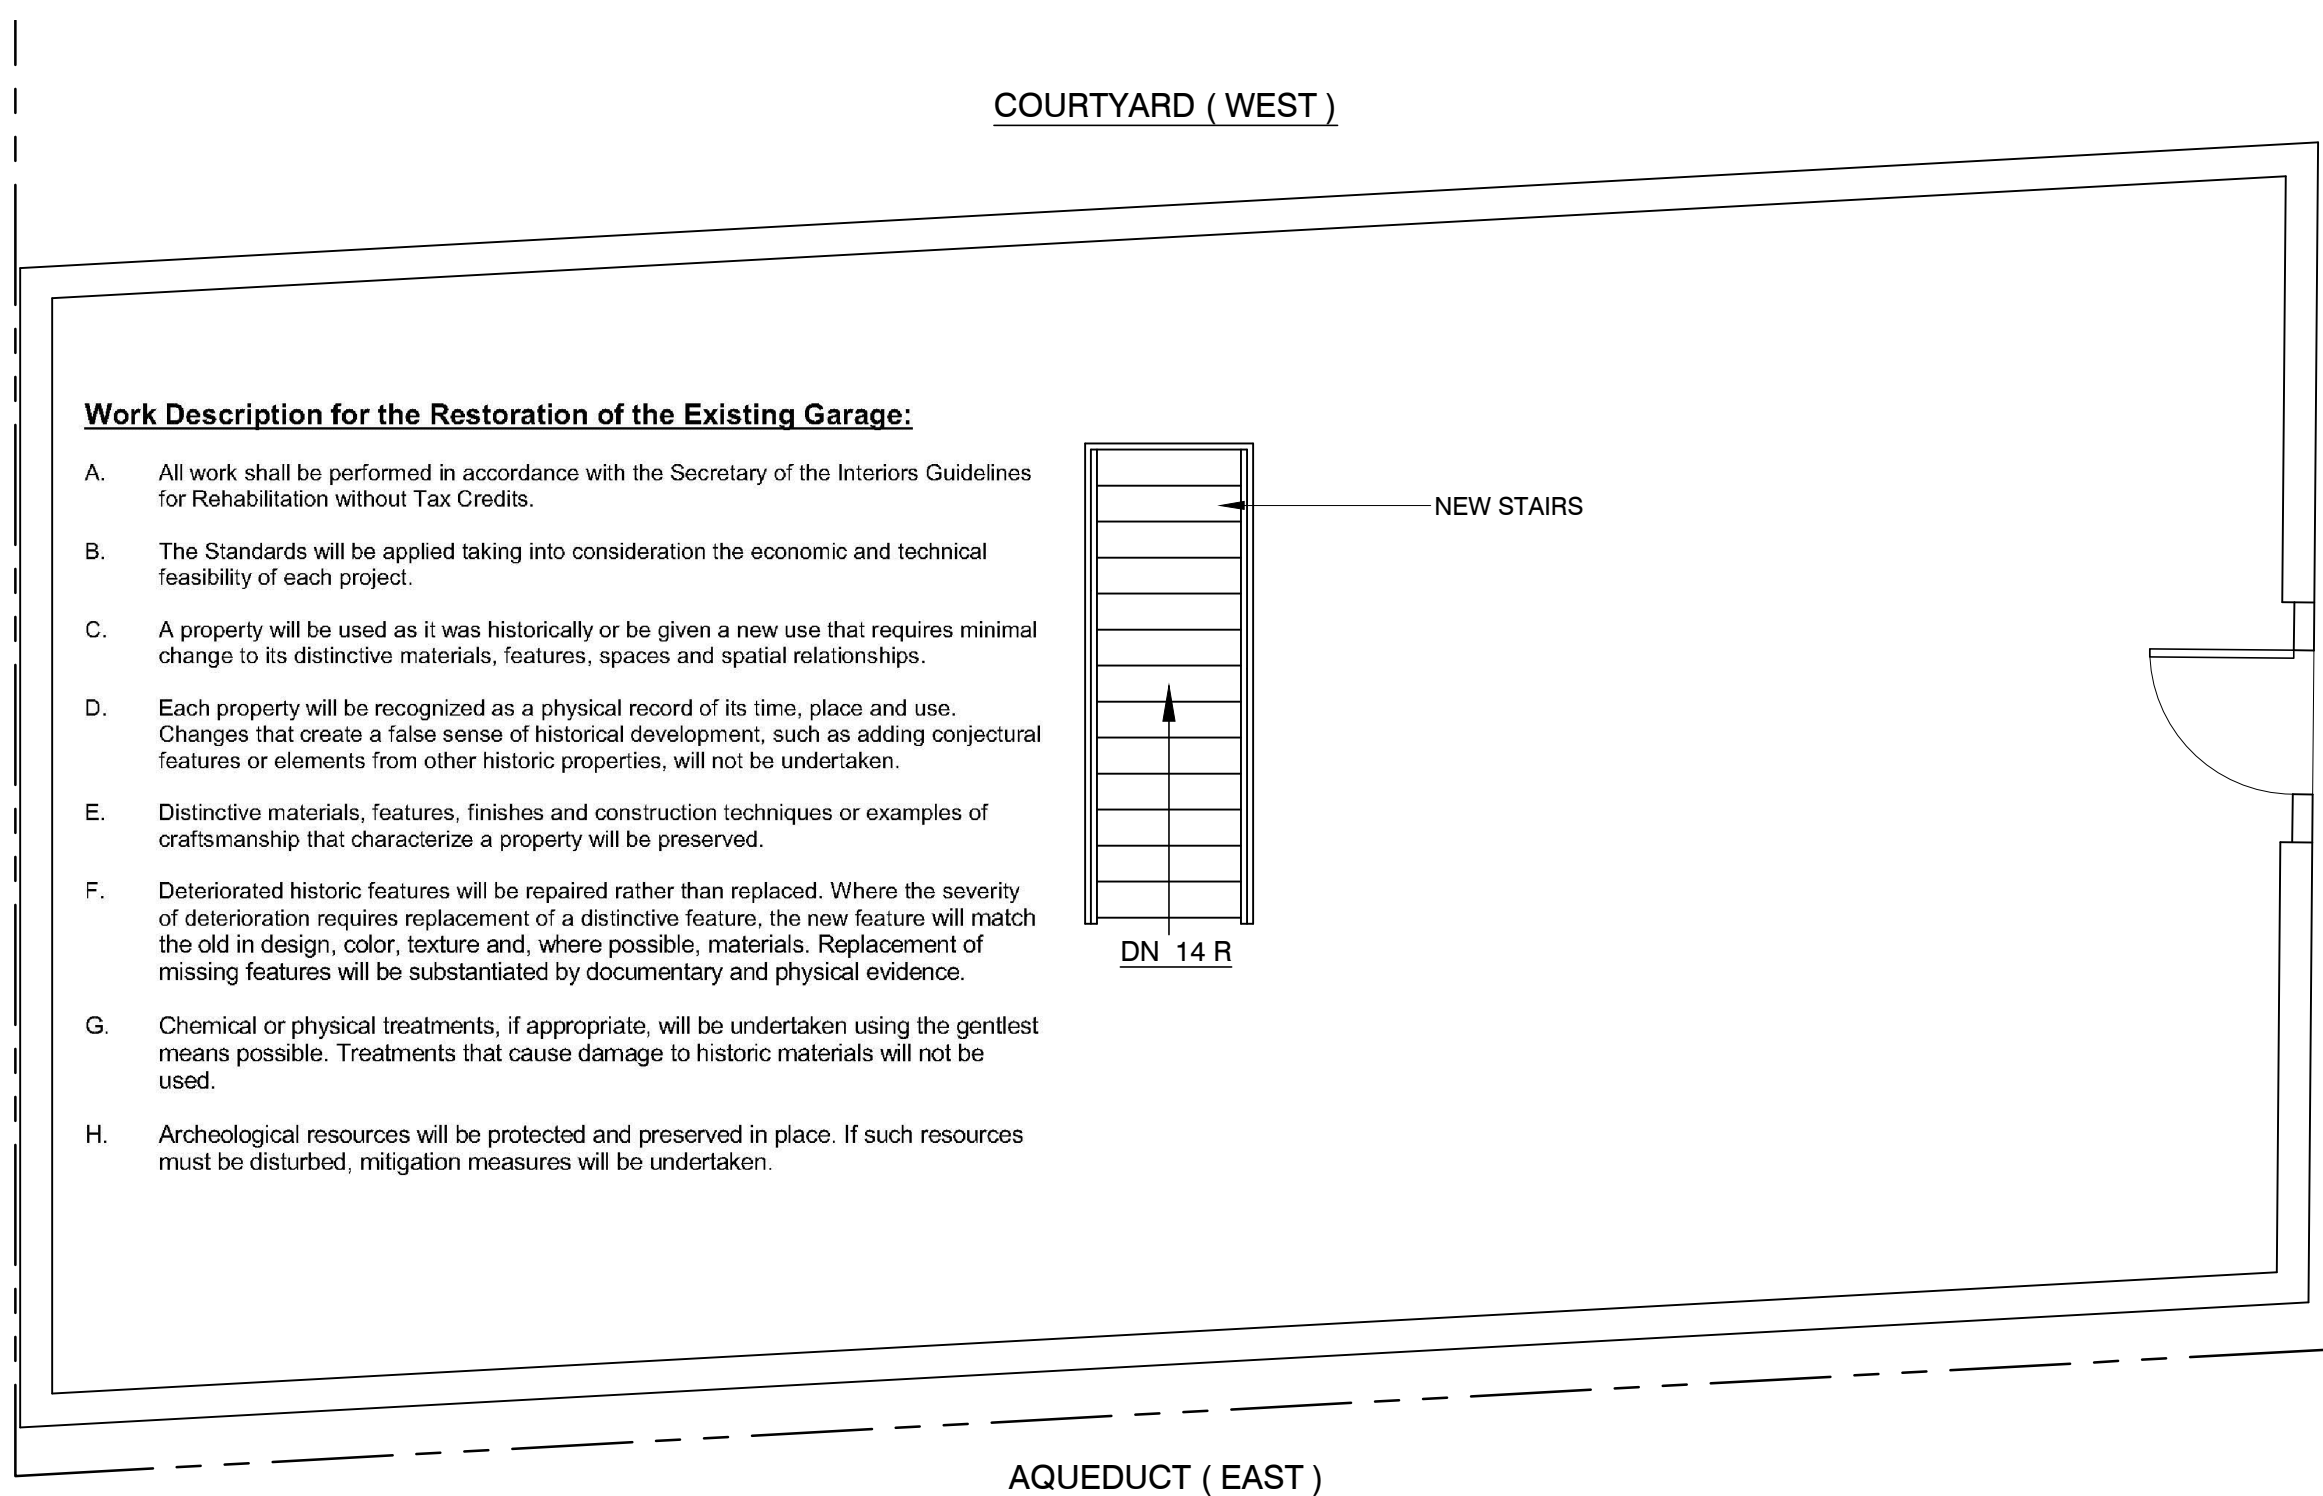 COURTYARD ( WEST )
Work Description for the Restoration of the Existing Garage:
A. All work shall be performed in accordance with the Secretary of the Interiors Guidelines
for Rehabilitation without Tax Credits.
B. The Standards will be applied taking into consideration the economic and technical
feasibility of each project.
C. A property will be used as it was historically or be given a new use that requires minimal
change to its distinctive materials, features, spaces and spatial relationships.
D. Each property will be recognized as a physical record of its time, place and use.
Changes that create a false sense of historical development, such as adding conjectural
features or elements from other historic properties, will not be undertaken.
E. Distinctive materials, features, finishes and construction techniques or examples of
craftsmanship that characterize a property will be preserved.
F. Deteriorated historic features will be repaired rather than replaced. Where the severity
of deterioration requires replacement of a distinctive feature, the new feature will match
the old in design, color, texture and, where possible, materials. Replacement of
missing features will be substantiated by documentary and physical evidence.
G. Chemical or physical treatments, if appropriate, will be undertaken using the gentlest
means possible. Treatments that cause damage to historic materials will not be
used.
H. Archeological resources will be protected and preserved in place. If such resources
must be disturbed, mitigation measures will be undertaken.
NEW STAIRS
DN 14 R
AQUEDUCT ( EAST )